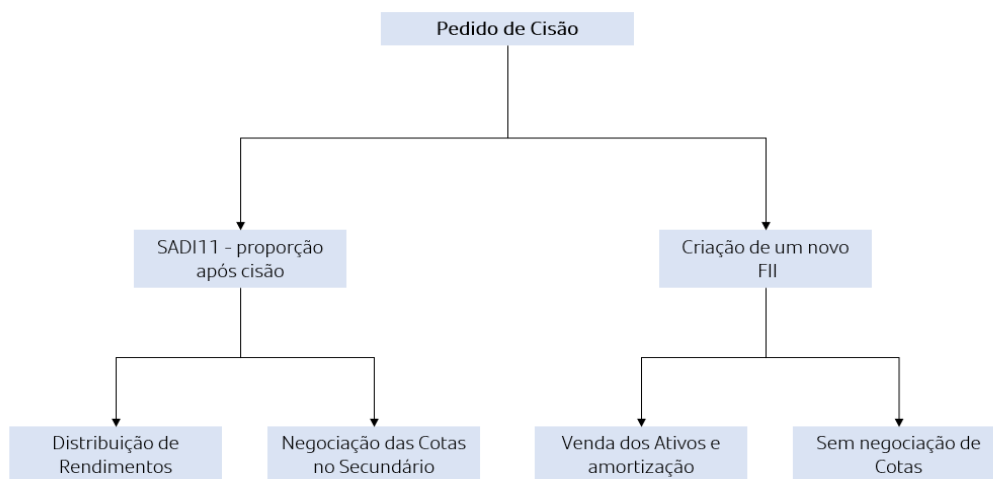 Pedido de Cisão
SADI11 - proporção
após cisão
Criação de um novo
FII
Distribuição de
Rendimentos
Negociação das Cotas
no Secundário
Venda dos Ativos e
amortização
Sem negociação de
Cotas